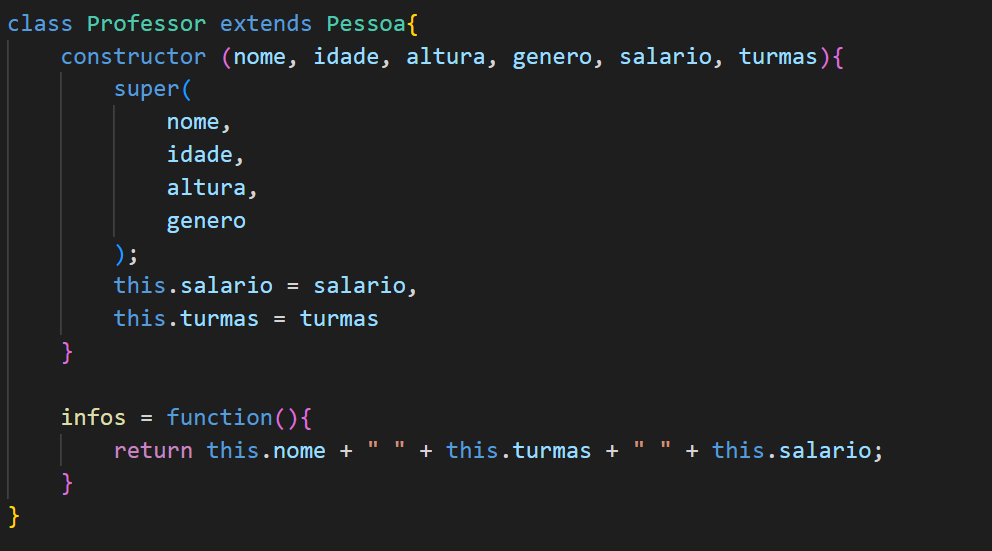 class Professor extends Pessoa{
    constructor (nome, idade, altura, genero, salario, turmas){
        super(
            nome,
            idade,
            altura,
            genero
        );
        this.salario = salario,
        this.turmas = turmas
    }

    infos = function(){
        return this.nome + " " + this.turmas + " " + this.salario;
    }
}